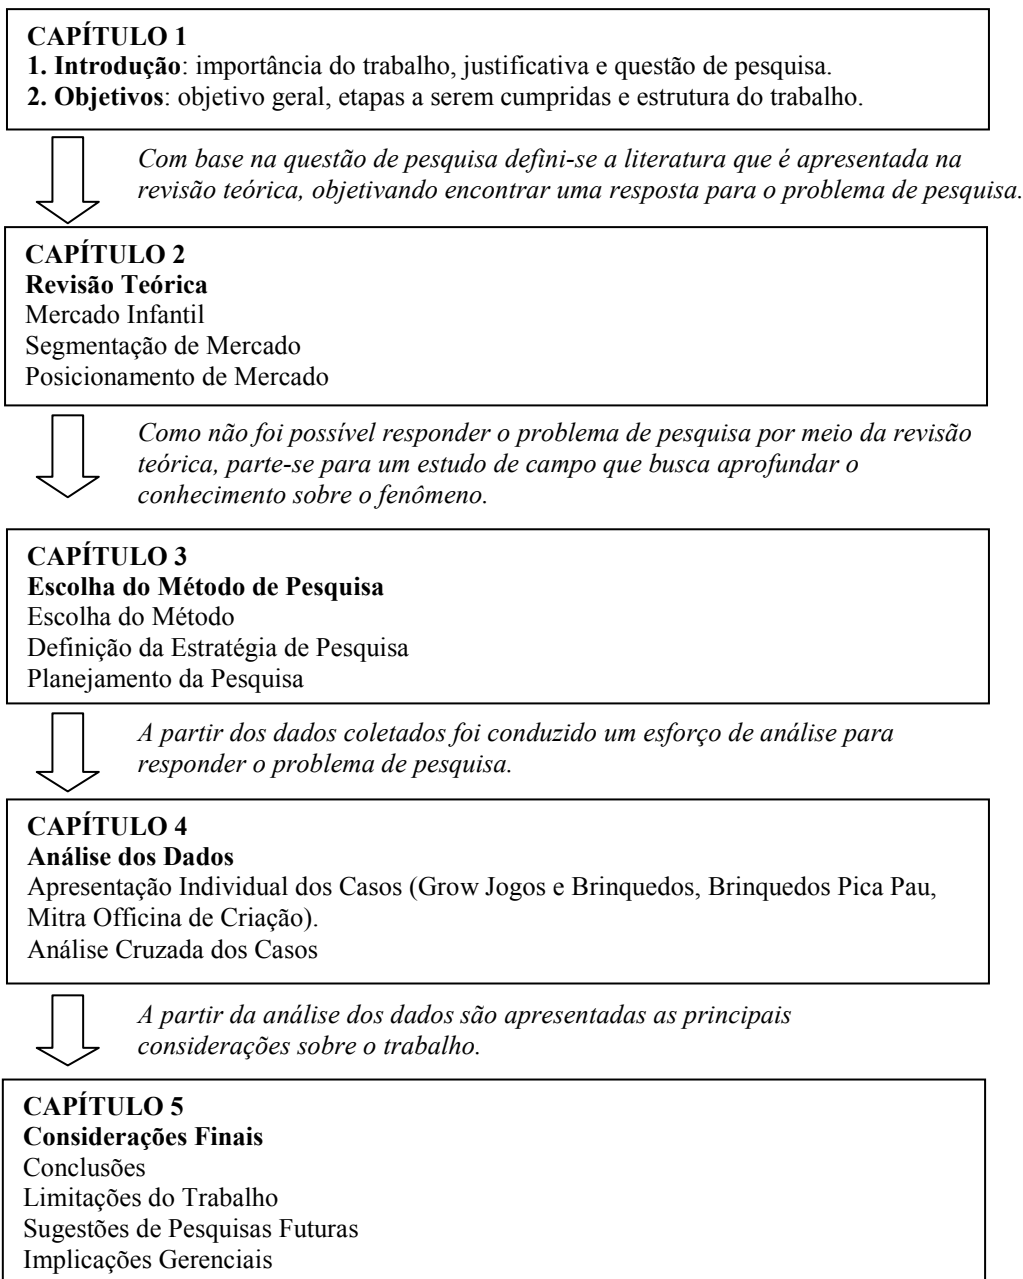 CAPÍTULO 1
1. Introdução: importância do trabalho, justificativa e questão de pesquisa.
2. Objetivos: objetivo geral, etapas a serem cumpridas e estrutura do trabalho.
Com base na questão de pesquisa defini-se a literatura que é apresentada na
revisão teórica, objetivando encontrar uma resposta para o problema de pesquisa.
CAPÍTULO 2
Revisão Teórica
Mercado Infantil
Segmentação de Mercado
Posicionamento de Mercado
Como não foi possível responder o problema de pesquisa por meio da revisão
teórica, parte-se para um estudo de campo que busca aprofundar o
conhecimento sobre o fenômeno.
CAPÍTULO 3
Escolha do Método de Pesquisa
Escolha do Método
Definição da Estratégia de Pesquisa
Planejamento da Pesquisa
A partir dos dados coletados foi conduzido um esforço de análise para
responder o problema de pesquisa.
CAPÍTULO 4
Análise dos Dados
Apresentação Individual dos Casos (Grow Jogos e Brinquedos, Brinquedos Pica Pau,
Mitra Officina de Criação).
Análise Cruzada dos Casos
A partir da análise dos dados são apresentadas as principais
considerações sobre o trabalho.
CAPÍTULO 5
Considerações Finais
Conclusões
Limitações do Trabalho
Sugestões de Pesquisas Futuras
Implicações Gerenciais